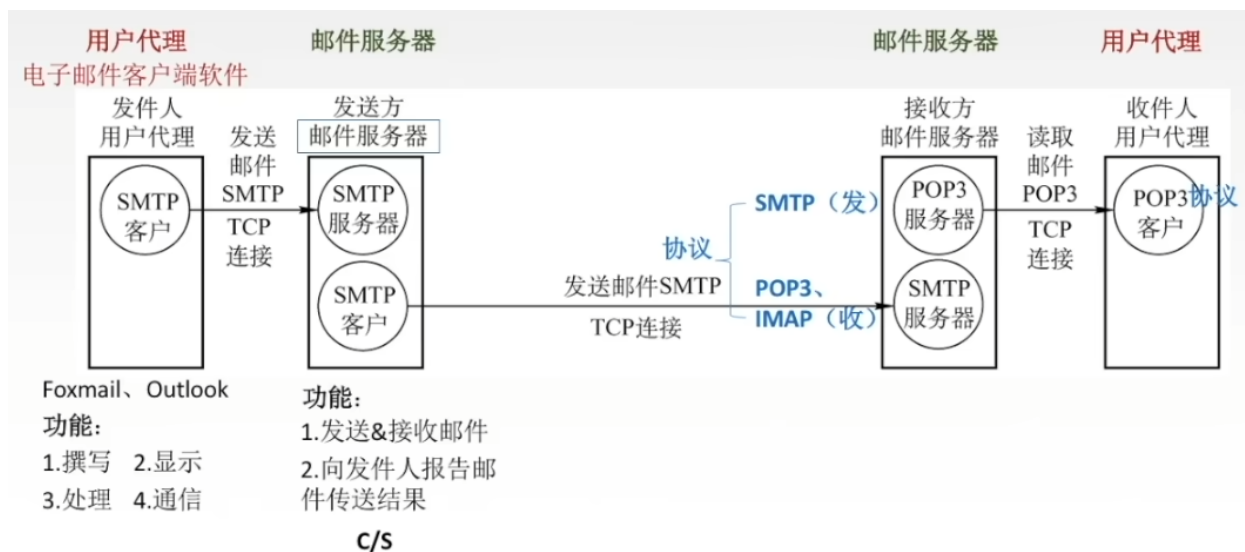 用户代理
邮件服务器
邮件服务器
用户代理
电子邮件客户端软件
发件人
用户代理
发送
邮件
SMTP
TCP
连接
发送方
邮件服务器
接收方
邮件服务器
读取
邮件
POP3
TCP
连接
收件人
用户代理
SMTP
客户
SMTP
服务器
SMTP
客户
发送邮件SMTP
TCP连接
协议
SMTP（发）
POP3、
IMAP（收）
POP3
服务器
SMTP
服务器
POP3
客户
协议
Foxmail、Outlook
功能：
1.撰写 2.显示
3.处理 4.通信
功能：
1.发送&接收邮件
2.向发件人报告邮
件传送结果
C/S